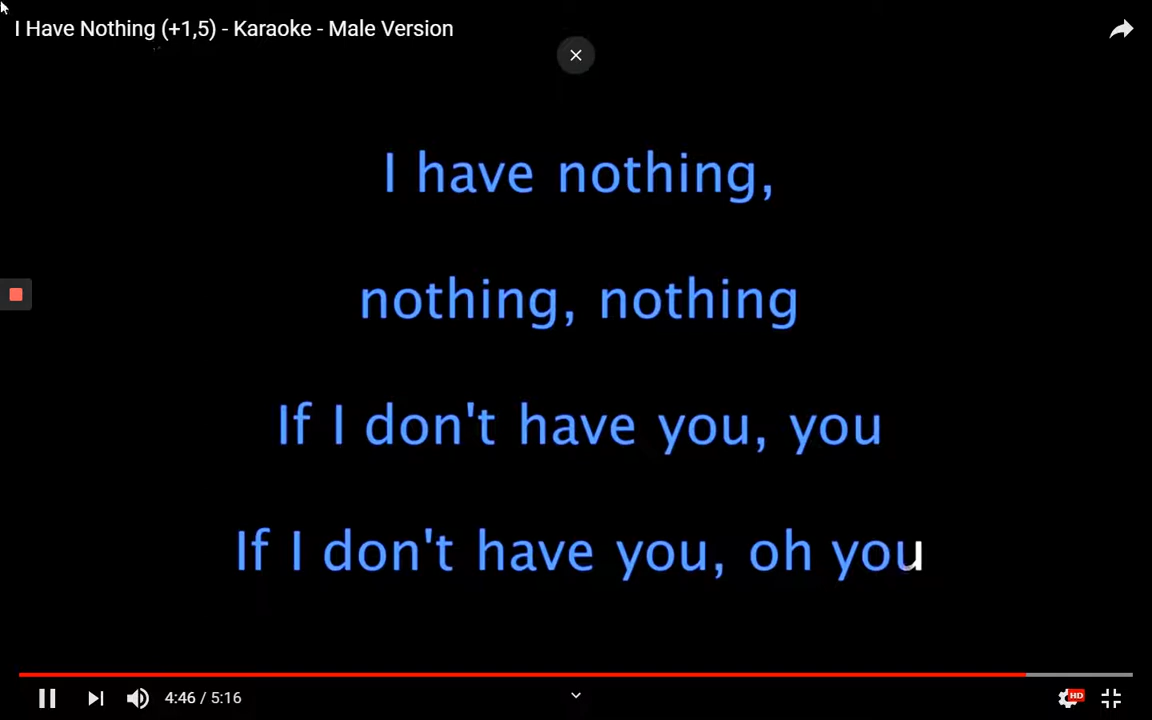 I Have Nothing (+1,5) - Karaoke - Male Version
I have nothing,
nothing, nothing
If I don't have you, you
If I don't have you, oh you
4:46 / 5:16
HD